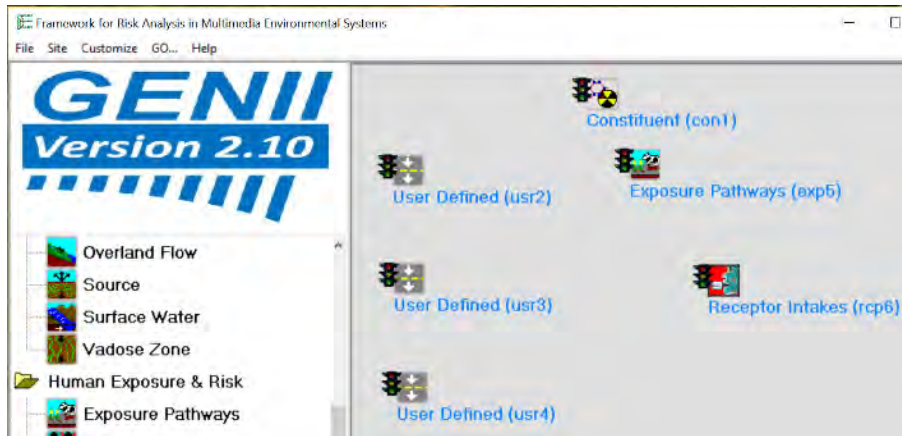 Framework for Risk Analysis in Multimedia Environmental Systems
File Site Customize GO... Help
GENII
Version 2.10
Overland Flow
Source
Surface Water
Vadose Zone
Human Exposure & Risk
Exposure Pathways
Constituent (con1)
User Defined (usr2)
Exposure Pathways (exp5)
User Defined (usr3)
Receptor Intakes (rcp6)
User Defined (usr4)